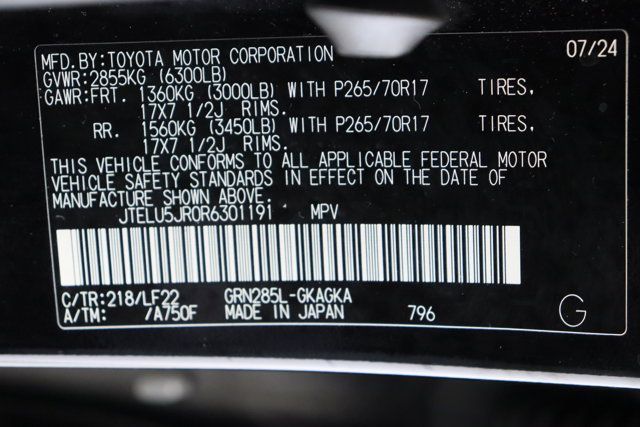 MFD.BY:TOYOTA MOTOR CORPORATION 07/24
GVWR:2855KG (6300LB)
GAWR:FRT. 1360KG (3000LB) WITH P265/70R17 TIRES,
17X7 1/2J RIMS.
RR. 1560KG (3450LB) WITH P265/70R17 TIRES,
17X7 1/2J RIMS.
THIS VEHICLE CONFORMS TO ALL APPLICABLE FEDERAL MOTOR
VEHICLE SAFETY STANDARDS IN EFFECT ON THE DATE OF
MANUFACTURE SHOWN ABOVE.
JTELU5JR0R6301191 MPV
C/TR:218/LF22 GRN285L-GKAGKA
A/TM: /A750F MADE IN JAPAN 796 G